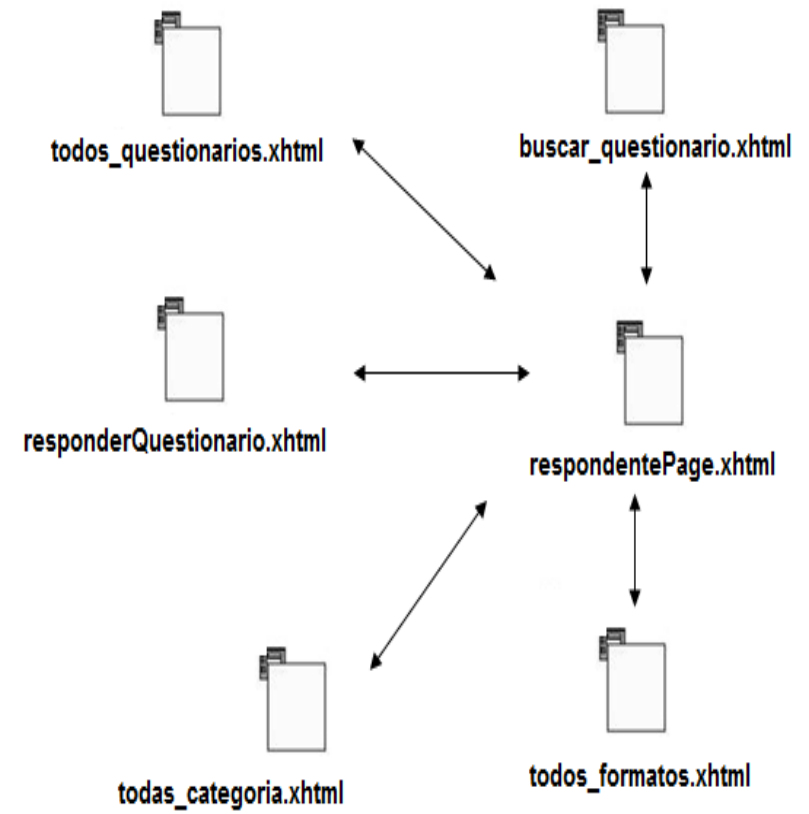 todos_questionarios.xhtml
buscar_questionario.xhtml
responderQuestionario.xhtml
respondentePage.xhtml
todas_categoria.xhtml
todos_formatos.xhtml